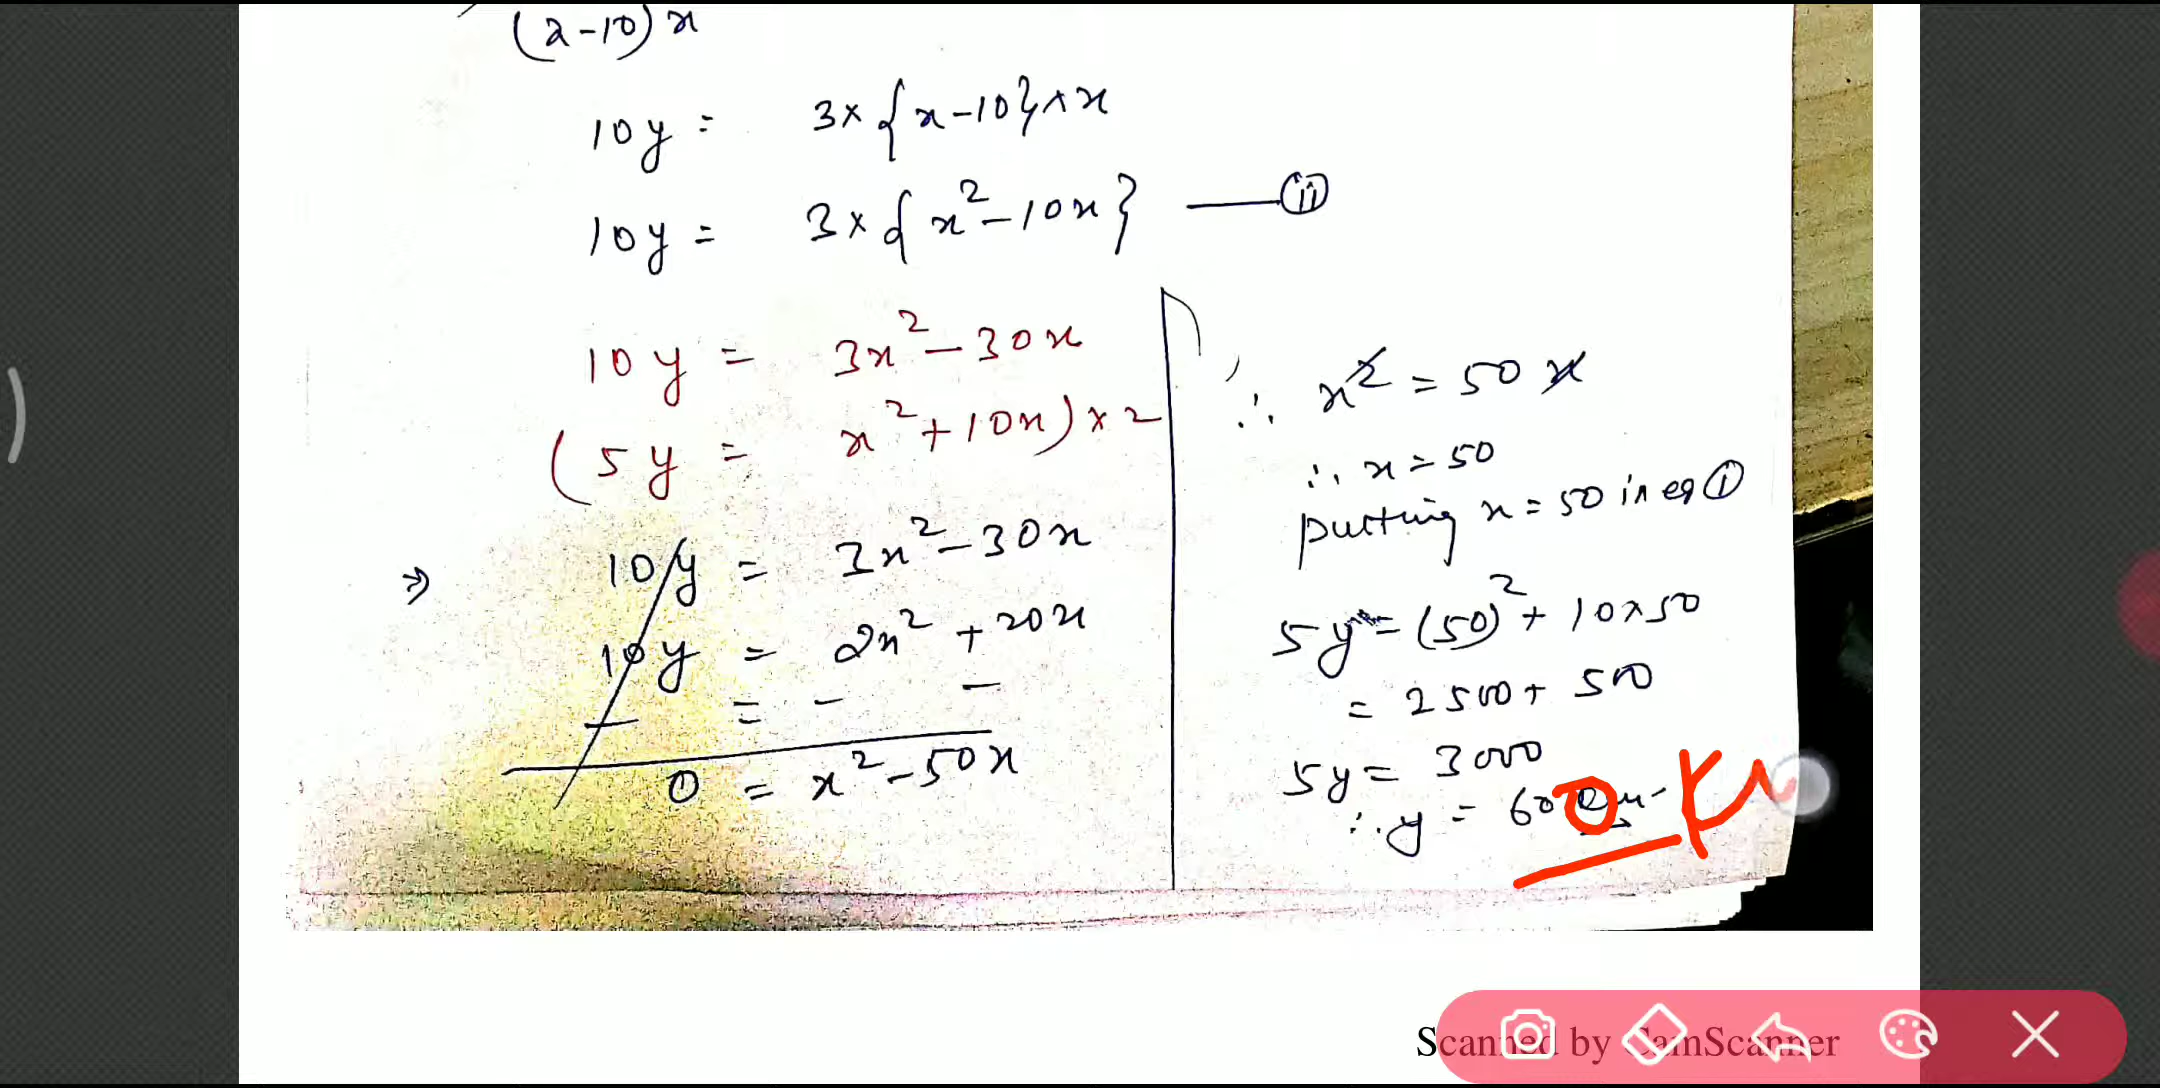 (x-10) x
10y = 3×{x-10}×x
10y = 3×{x²-10x} — (ii)
10y = 3x²-30x
(5y = x²+10x)×2
⇒ 10y = 3x²-30x
10y = 2x²+20x
- = - -
0 = x²-50x
∴ x² = 50x
∴ x = 50
putting x = 50 in eq (i)
5y = (50)²+ 10×50
= 2500+ 500
5y = 3000
∴ y = 600
Scanned by CamScanner